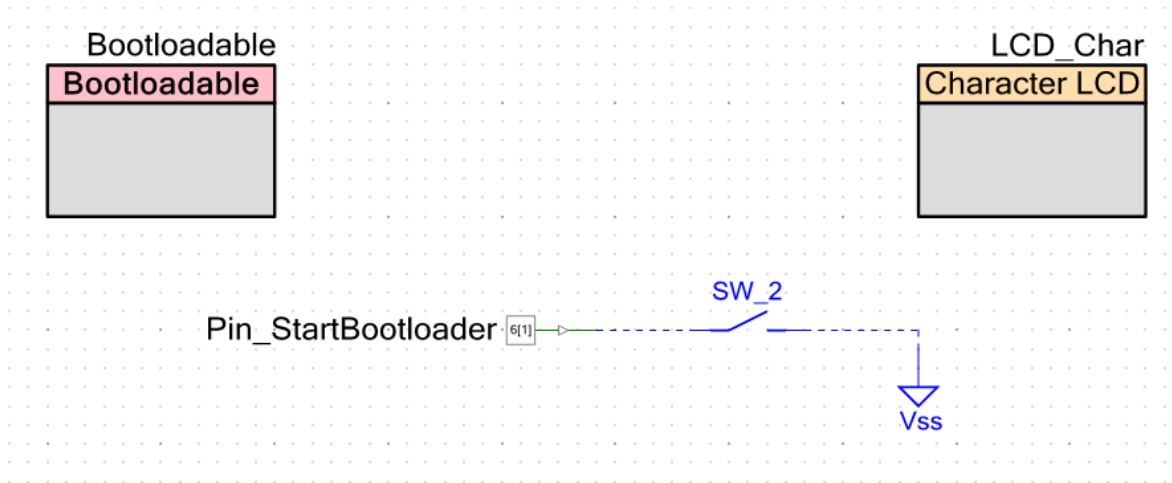 Bootloadable
Bootloadable
LCD_Char
Character LCD
SW_2
Pin_StartBootloader
6[1]
Vss